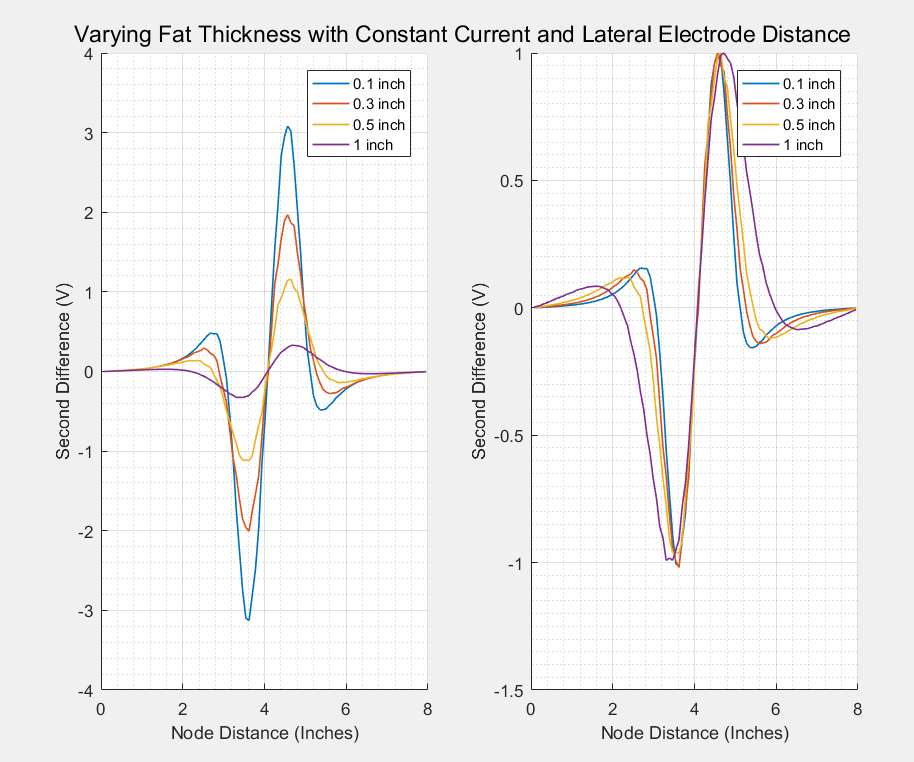 Varying Fat Thickness with Constant Current and Lateral Electrode Distance
4
3
2
1
0
-1
-2
-3
-4
Second Difference (V)
0.1 inch
0.3 inch
0.5 inch
1 inch
0 2 4 6 8
Node Distance (Inches)
1
0.5
0
-0.5
-1
-1.5
Second Difference (V)
0.1 inch
0.3 inch
0.5 inch
1 inch
0 2 4 6 8
Node Distance (Inches)